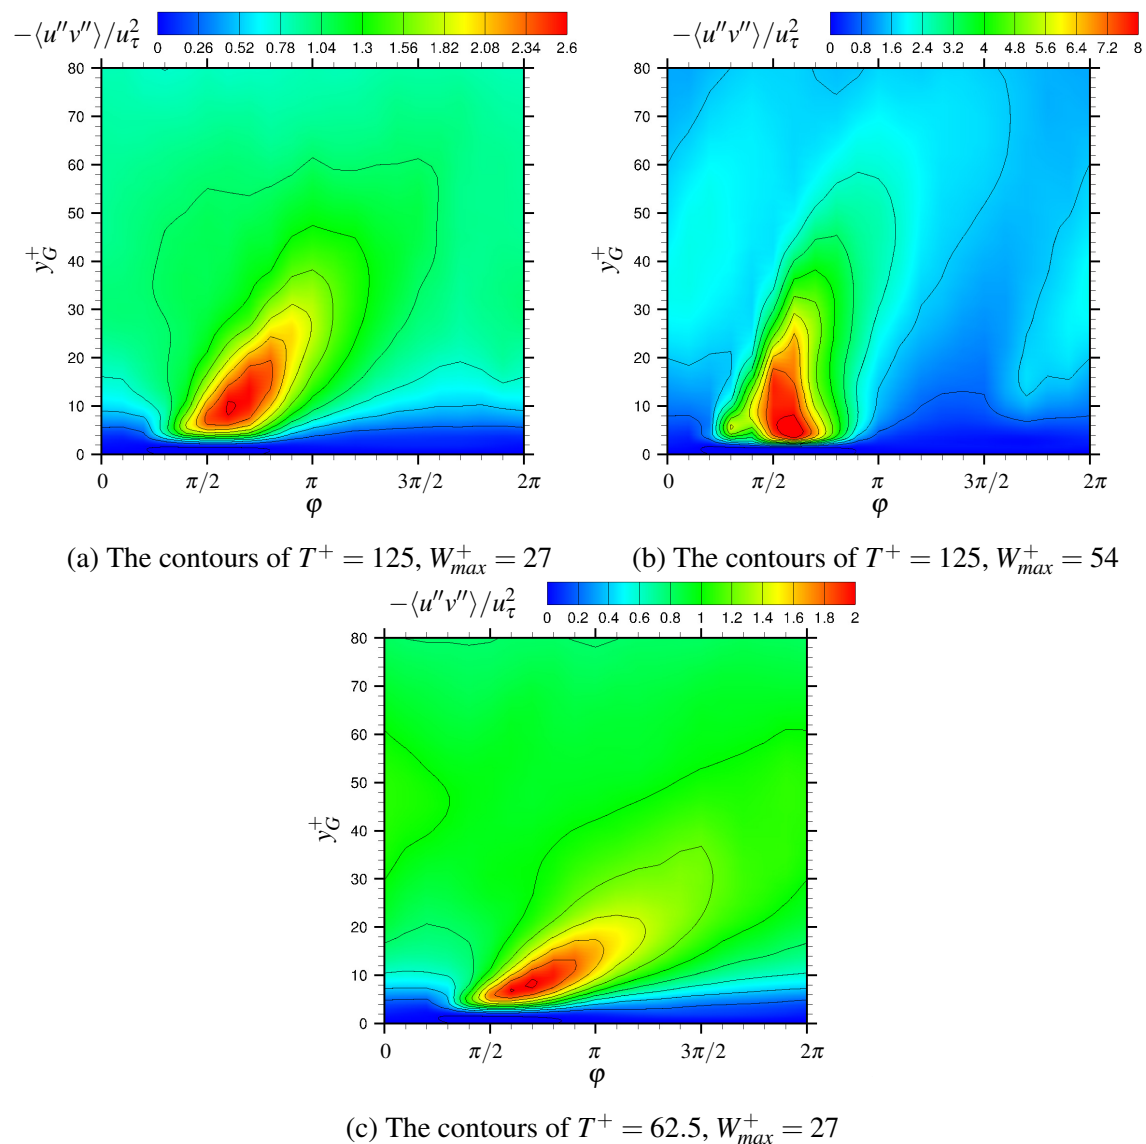 −⟨u″v″⟩/u_τ^2
0 0.26 0.52 0.78 1.04 1.3 1.56 1.82 2.08 2.34 2.6
80
70
60
50
40
30
20
10
0
y_G^+
0 π/2 π 3π/2 2π
φ
(a) The contours of T^+ = 125, W_{max}^+ = 27
−⟨u″v″⟩/u_τ^2
0 0.8 1.6 2.4 3.2 4 4.8 5.6 6.4 7.2 8
80
70
60
50
40
30
20
10
0
y_G^+
0 π/2 π 3π/2 2π
φ
(b) The contours of T^+ = 125, W_{max}^+ = 54
−⟨u″v″⟩/u_τ^2
0 0.2 0.4 0.6 0.8 1 1.2 1.4 1.6 1.8 2
80
70
60
50
40
30
20
10
0
y_G^+
0 π/2 π 3π/2 2π
φ
(c) The contours of T^+ = 62.5, W_{max}^+ = 27